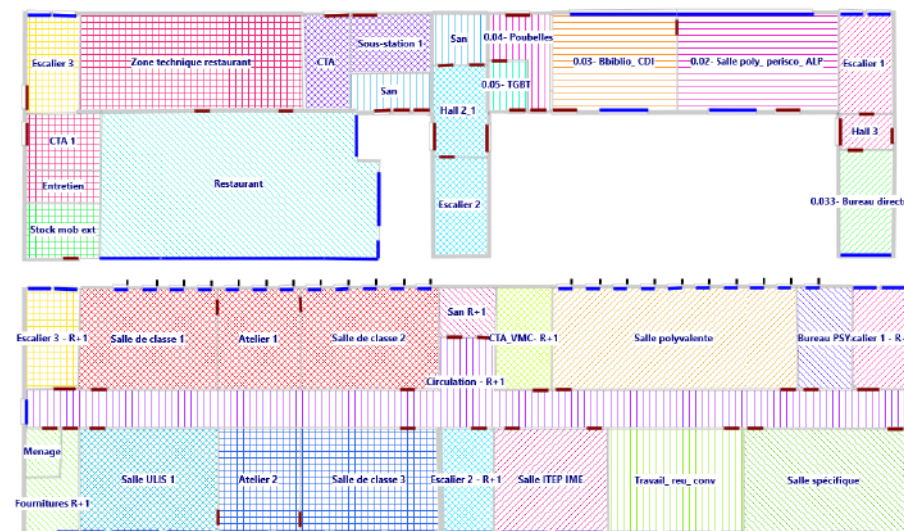 San
0.04- Poubelles
Sous-station 1
Escalier 3
Zone technique restaurant
CTA
0.03- Bbiblio_ CDI
0.02- Salle poly_ perisco_ ALP
Escalier 1
San
0.05- TGBT
Hall 2_1
CTA 1
Hall 3
Entretien
Restaurant
Escalier 2
0.033- Bureau direct
Stock mob ext
San R+1
Escalier 3 - R+1
Salle de classe 1
Atelier 1
Salle de classe 2
CTA_VMC- R+1
Salle polyvalente
Bureau PSY
calier 1 - R+
Circulation - R+1
Menage
Salle ULIS 1
Atelier 2
Salle de classe 3
Escalier 2 - R+1
Salle ITEP IME
Travail_ reu_ conv
Salle spécifique
Fournitures R+1